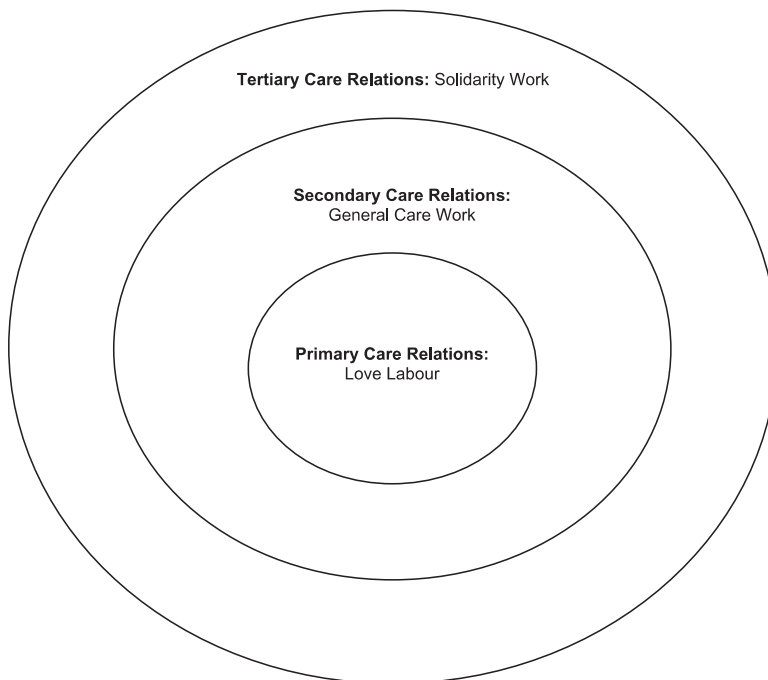 Tertiary Care Relations: Solidarity Work
Secondary Care Relations:
General Care Work
Primary Care Relations:
Love Labour